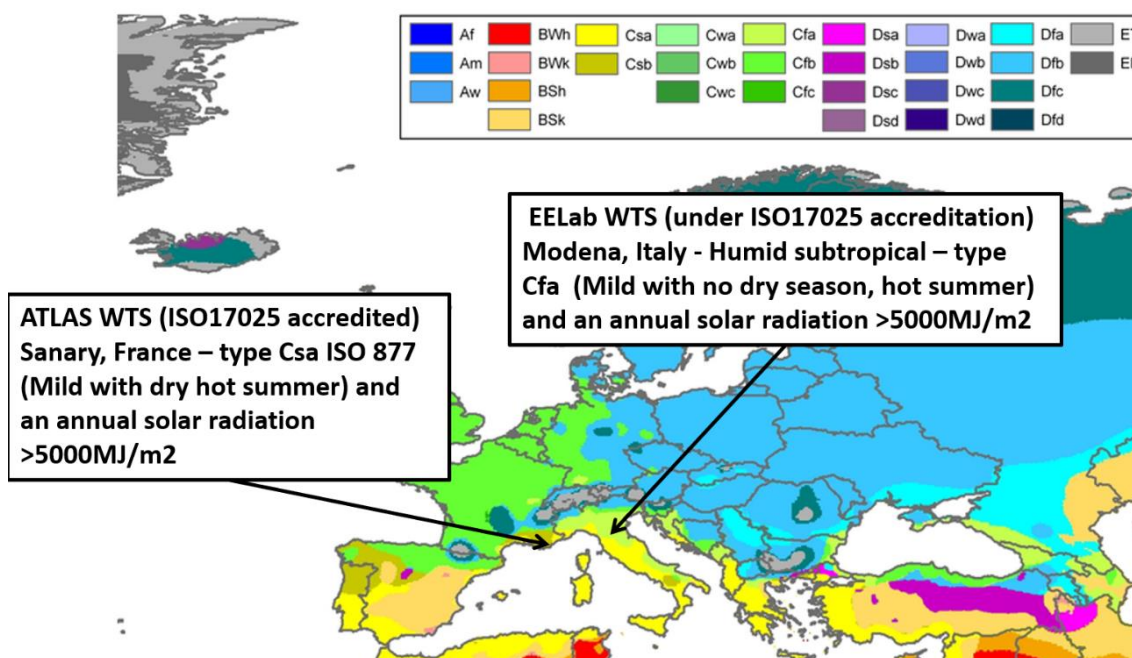 Af BWh Csa Cwa Cfa Dsa Dwa Dfa
Am BWk Csb Cwb Cfb Dsb Dwb Dfb
Aw BSh Cwc Cfc Dsc Dwc Dfc
BSk Dsd Dwd Dfd
EELab WTS (under ISO17025 accreditation)
Modena, Italy - Humid subtropical – type
Cfa (Mild with no dry season, hot summer)
and an annual solar radiation >5000MJ/m2
ATLAS WTS (ISO17025 accredited)
Sanary, France – type Csa ISO 877
(Mild with dry hot summer) and
an annual solar radiation
>5000MJ/m2